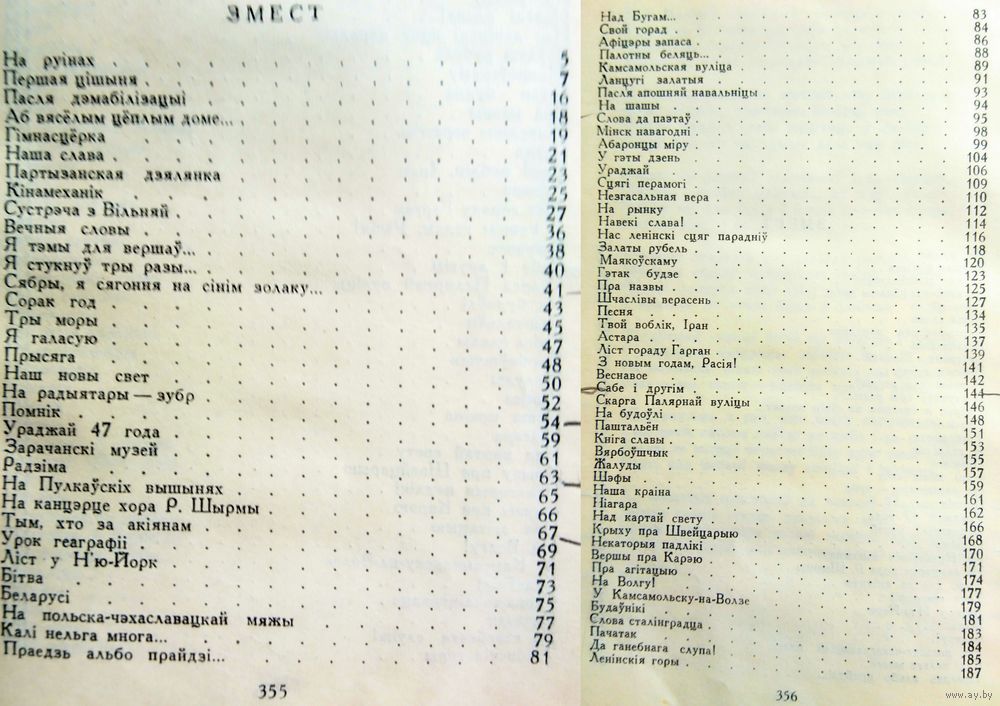 ЗМЕСТ
На руінах 5
Першая цішыня 7
Пасля дэмабілізацыі 16
Аб вясёлым цёплым доме... 18
Гімнасцёрка 19
Наша слава 21
Партызанская дзялянка 23
Кінамеханік 25
Сустрэча з Вільняй 27
Вечныя словы 36
Я тэмы для вершаў... 38
Я стукнуў тры разы... 40
Сябры, я сягоння на сінім золаку... 41
Сорак год 43
Тры моры 45
Я галасую 47
Прысяга 48
Наш новы свет 50
На радыятары — зубр 52
Помнік 54
Ураджай 47 года 59
Зарачанскі музей 61
Радзіма 63
На Пулкаўскіх вышынях 65
На канцэрце хора Р. Шырмы 66
Тым, хто за акіянам 67
Урок геаграфіі 69
Ліст у Н'ю-Йорк 71
Бітва 73
Беларусі 75
На польска-чэхаславацкай мяжы 77
Калі нельга многа... 79
Праедзь альбо прайдзі... 81
355
Над Бугам... 83
Свой горад 84
Афіцэры запаса 86
Палотны беляць... 88
Камсамольская вуліца 89
Ланцугі залатыя 91
Пасля апошняй навальніцы 93
На шашы 94
Слова да паэтаў 95
Мінск навагодні 98
Абаронцы міру 99
У гэты дзень 104
Ураджай 106
Сцягі перамогі 109
Незгасальная вера 110
На рынку 112
Навекі слава! 114
Нас ленінскі сцяг парадніў 116
Залаты рубель 118
Маякоўскаму 120
Гэтак будзе 123
Пра назвы 125
Шчаслівы верасень 127
Песня 134
Твой воблік, Іран 135
Астара 137
Ліст гораду Гарган 139
З новым годам, Расія! 141
Веснавое 142
Сабе і другім 144
Скарга Палярнай вуліцы 146
На будоўлі 148
Паштальён 151
Кніга славы 153
Вярбоўшчык 155
Жалуды 157
Шэфы 159
Наша краіна 161
Ніагара 162
Над картай свету 166
Крыху пра Швейцарыю 168
Некаторыя падлікі 170
Вершы пра Карэю 171
Пра агітацыю 174
На Волгу! 177
У Камсамольску-на-Волзе 179
Будаўнікі 181
Слова сталінградца 183
Пачатак 184
Да ганебнага слупа! 185
Ленінскія горы 187
356
www.ay.by